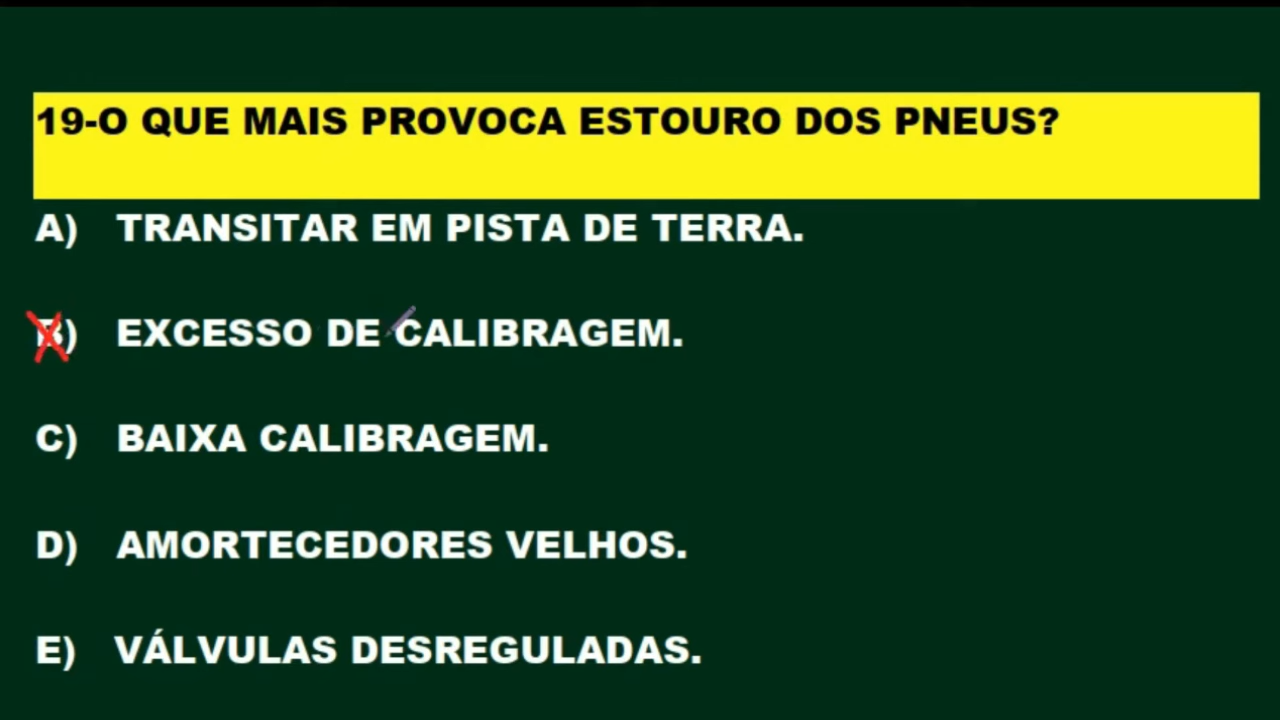 19-O QUE MAIS PROVOCA ESTOURO DOS PNEUS?
A) TRANSITAR EM PISTA DE TERRA.
B) EXCESSO DE CALIBRAGEM.
C) BAIXA CALIBRAGEM.
D) AMORTECEDORES VELHOS.
E) VÁLVULAS DESREGULADAS.